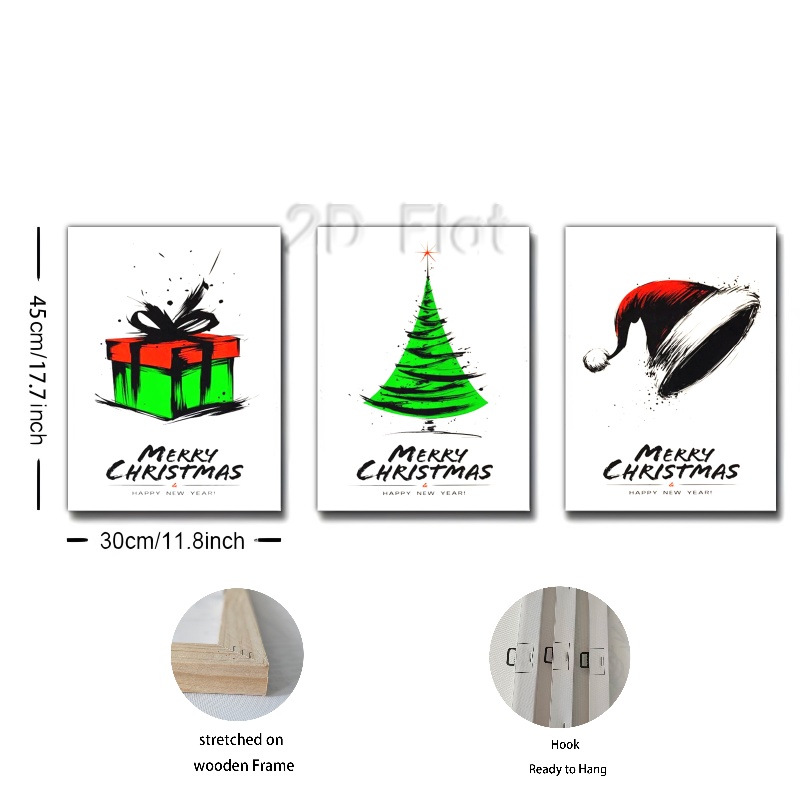 2D Flat
45cm/17.7inch
MERRY
CHRISTMAS
&
HAPPY NEW YEAR!
MERRY
CHRISTMAS
&
HAPPY NEW YEAR!
MERRY
CHRISTMAS
&
HAPPY NEW YEAR!
30cm/11.8inch
stretched on
wooden Frame
Hook
Ready to Hang